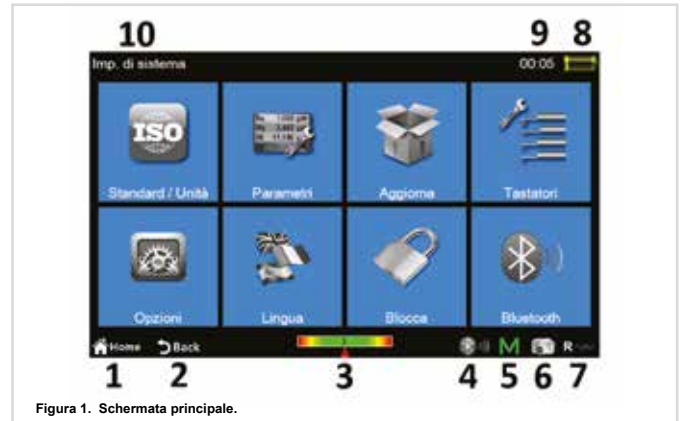 10 9 8
Imp. di sistema 00:05
ISO
Standard / Unità Parametri Aggiorna Tastatori
Opzioni Lingua Blocca Bluetooth
Home Back M R
1 2 3 4 5 6 7
Figura 1. Schermata principale.